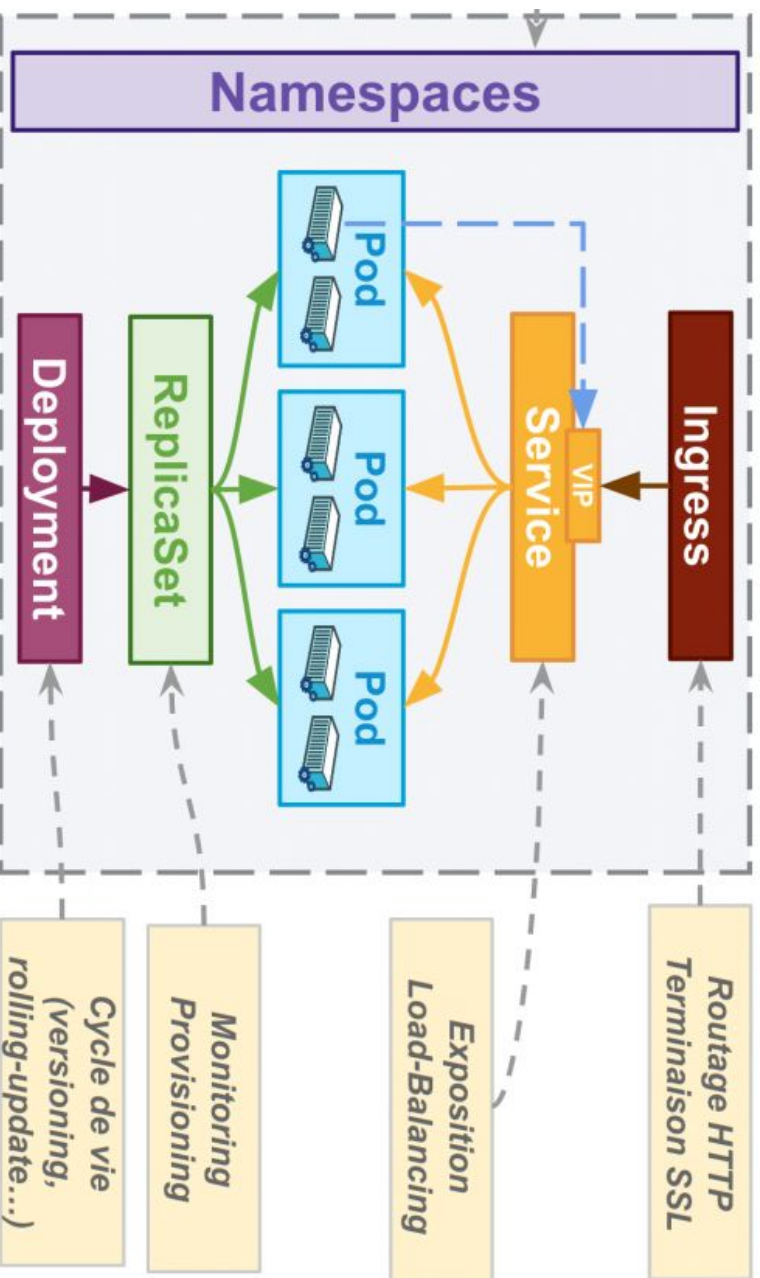 Namespaces
Ingress
Routage HTTP
Terminaison SSL
VIP
Service
Exposition
Load-Balancing
Pod
Pod
Pod
ReplicaSet
Monitoring
Provisioning
Deployment
Cycle de vie
(versioning,
rolling-update…)